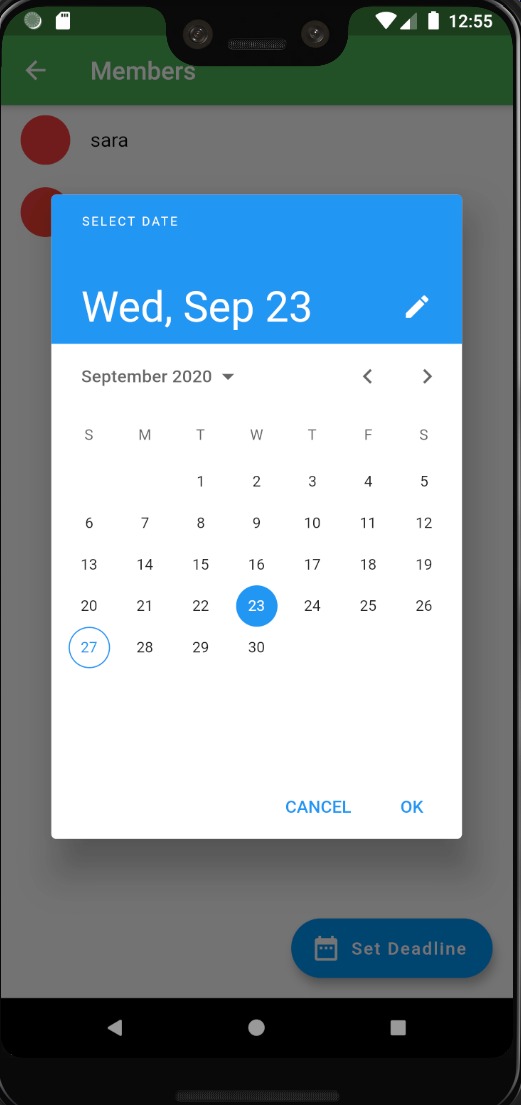 12:55
Members
sara
SELECT DATE
Wed, Sep 23
September 2020
S M T W T F S
1 2 3 4 5
6 7 8 9 10 11 12
13 14 15 16 17 18 19
20 21 22 23 24 25 26
27 28 29 30
CANCEL OK
Set Deadline